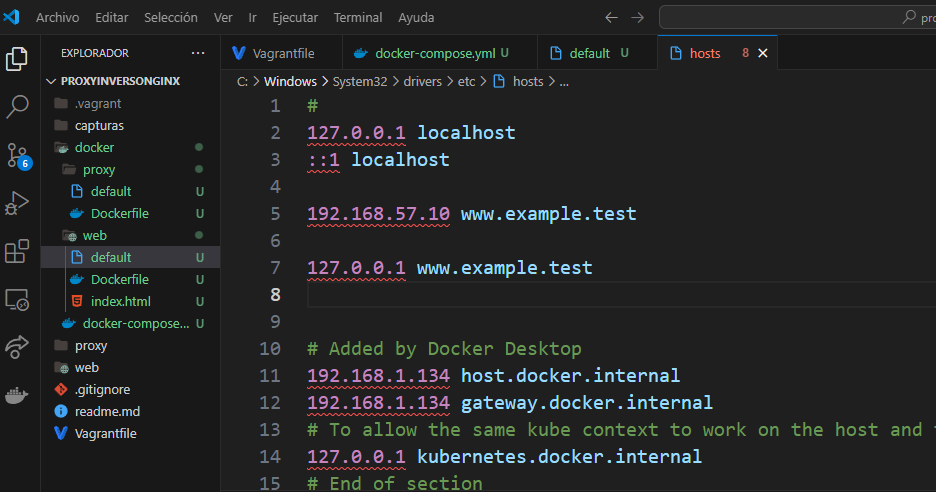 Archivo Editar Selección Ver Ir Ejecutar Terminal Ayuda
EXPLORADOR ...
Vagrantfile docker-compose.yml U default U hosts 8
PROXYINVERSONGINX
C: > Windows > System32 > drivers > etc > hosts > ...
.vagrant
capturas
docker
proxy
default U
Dockerfile U
web
default U
Dockerfile U
index.html U
docker-compose... U
proxy
web
.gitignore
readme.md
Vagrantfile
6
1 #
2 127.0.0.1 localhost
3 ::1 localhost
4
5 192.168.57.10 www.example.test
6
7 127.0.0.1 www.example.test
8
9
10 # Added by Docker Desktop
11 192.168.1.134 host.docker.internal
12 192.168.1.134 gateway.docker.internal
13 # To allow the same kube context to work on the host and
14 127.0.0.1 kubernetes.docker.internal
15 # End of section